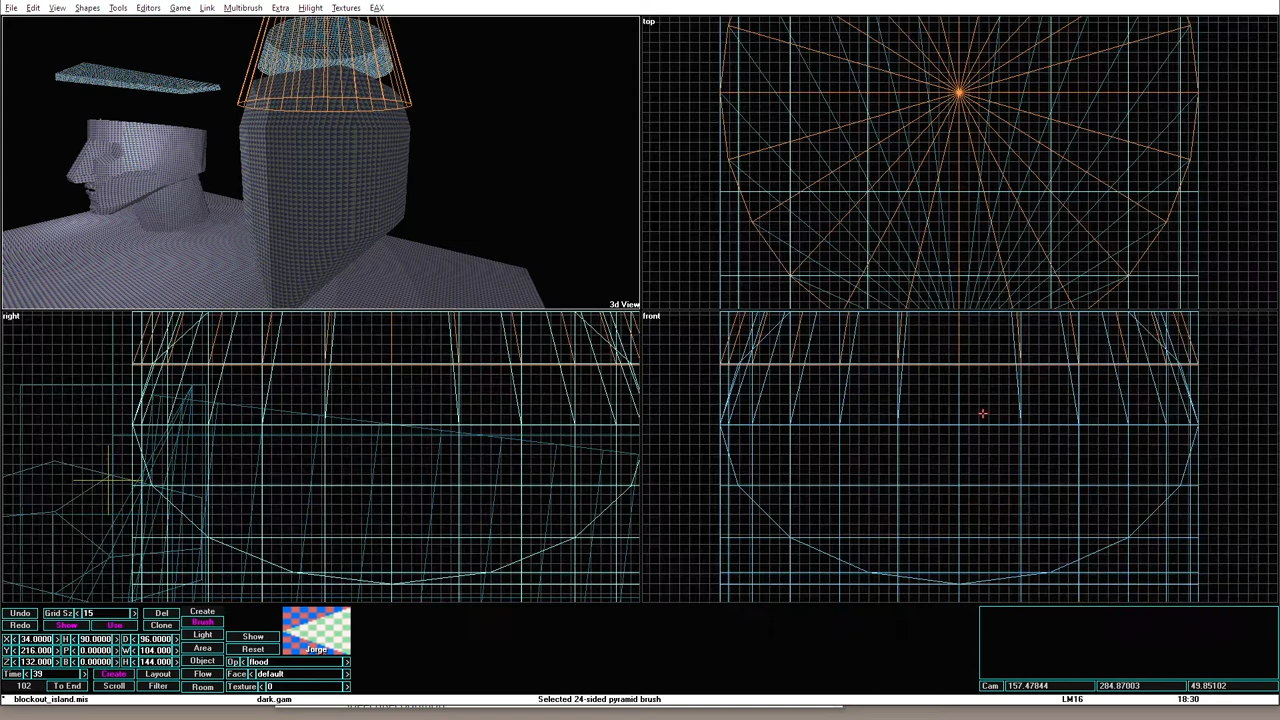 File Edit View Shapes Tools Editors Game Link Multibrush Extra Hilight Textures EAX
top
3d View
right
front
Undo Grid Sz < 15 > Del Create
Redo Show Use Clone Brush
X < 34.0000 > H < 90.0000 > D < 96.0000 > Light Show
Y < 216.000 > P < 0.00000 > W < 104.000 > Area Reset
Jorge
Z < 132.000 > B < 0.00000 > H < 144.000 > Object Op < flood >
Time < 39 > Create Layout Flow Face < default >
102 To End Scroll Filter Room Texture < 0 >
Cam 157.47844 284.87003 49.85102
* blockout_island.mis dark.gam Selected 24-sided pyramid brush LM16 18:30